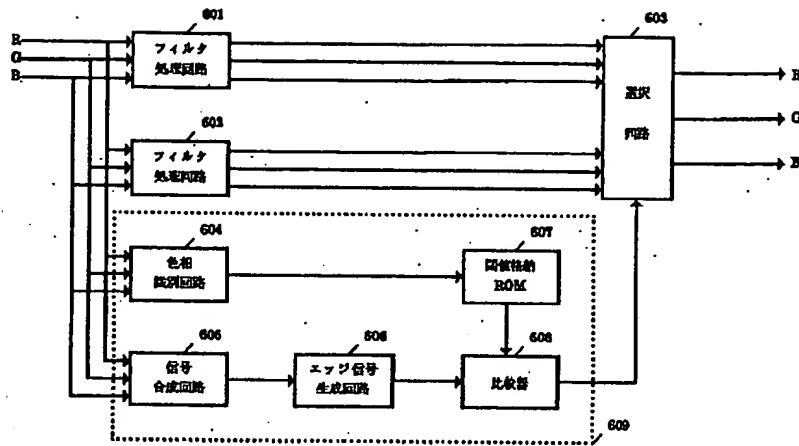 601
603
R
G
B
フィルタ
処理回路
選択
回路
R
G
B
602
フィルタ
処理回路
604
607
色相
識別回路
閾値格納
ROM
605
606
608
信号
合成回路
エッジ信号
生成回路
比較器
609